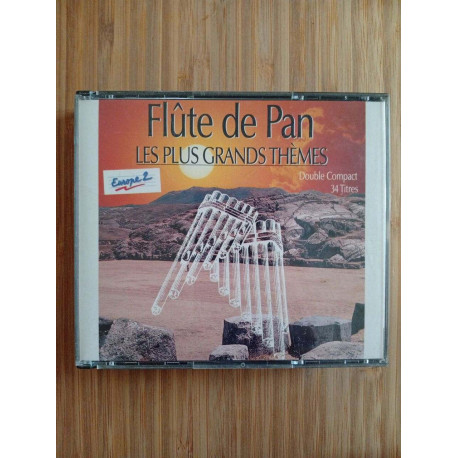 Flûte de Pan
LES PLUS GRANDS THÈMES
Double Compact
34 Titres
Europe 2